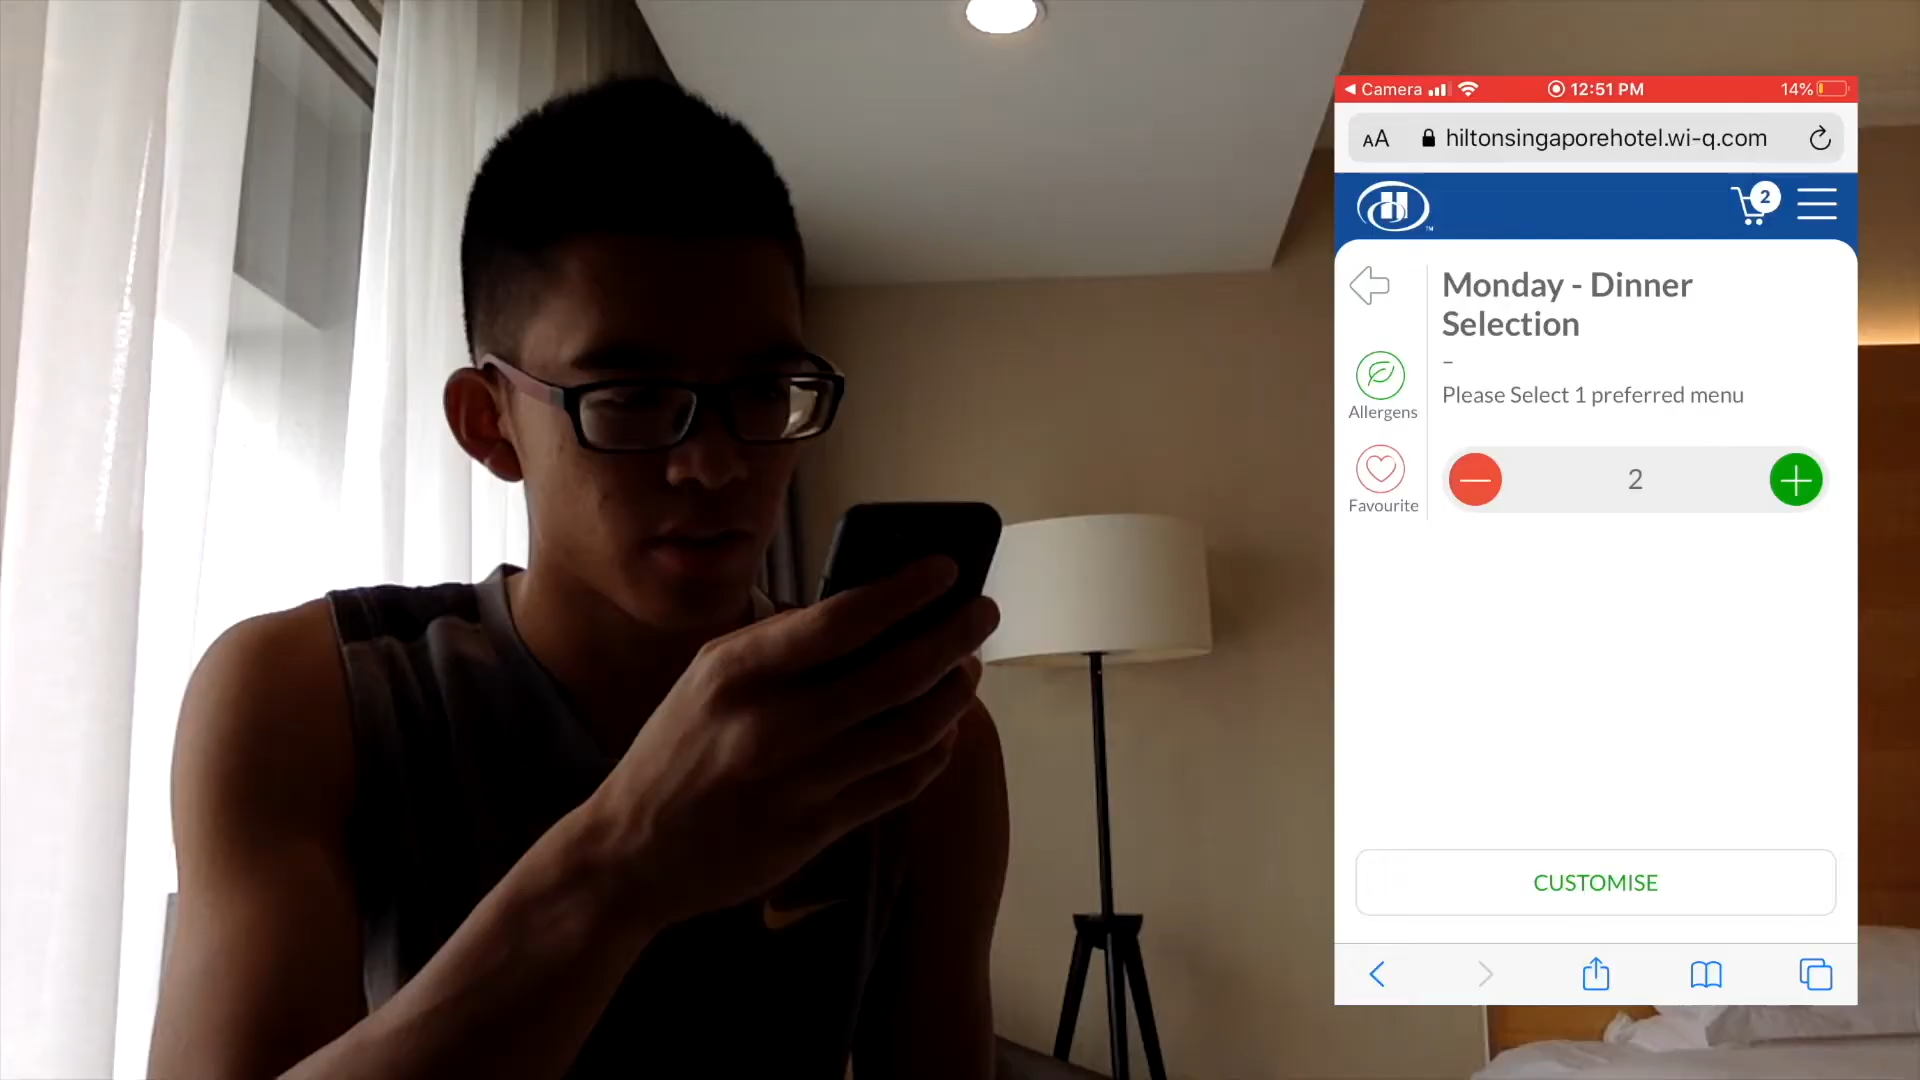 Camera 12:51 PM 14%
AA hiltonsingaporehotel.wi-q.com
H TM 2
Monday - Dinner
Selection
–
Please Select 1 preferred menu
Allergens
2
Favourite
CUSTOMISE